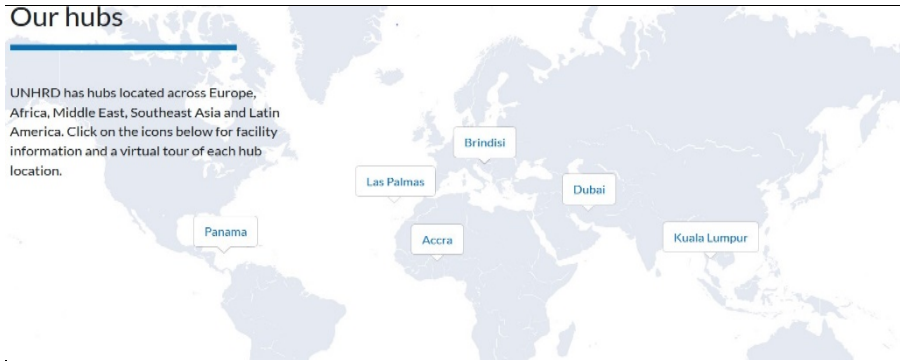 Our hubs
UNHRD has hubs located across Europe,
Africa, Middle East, Southeast Asia and Latin
America. Click on the icons below for facility
information and a virtual tour of each hub
location.
Brindisi
Las Palmas
Dubai
Panama
Accra
Kuala Lumpur